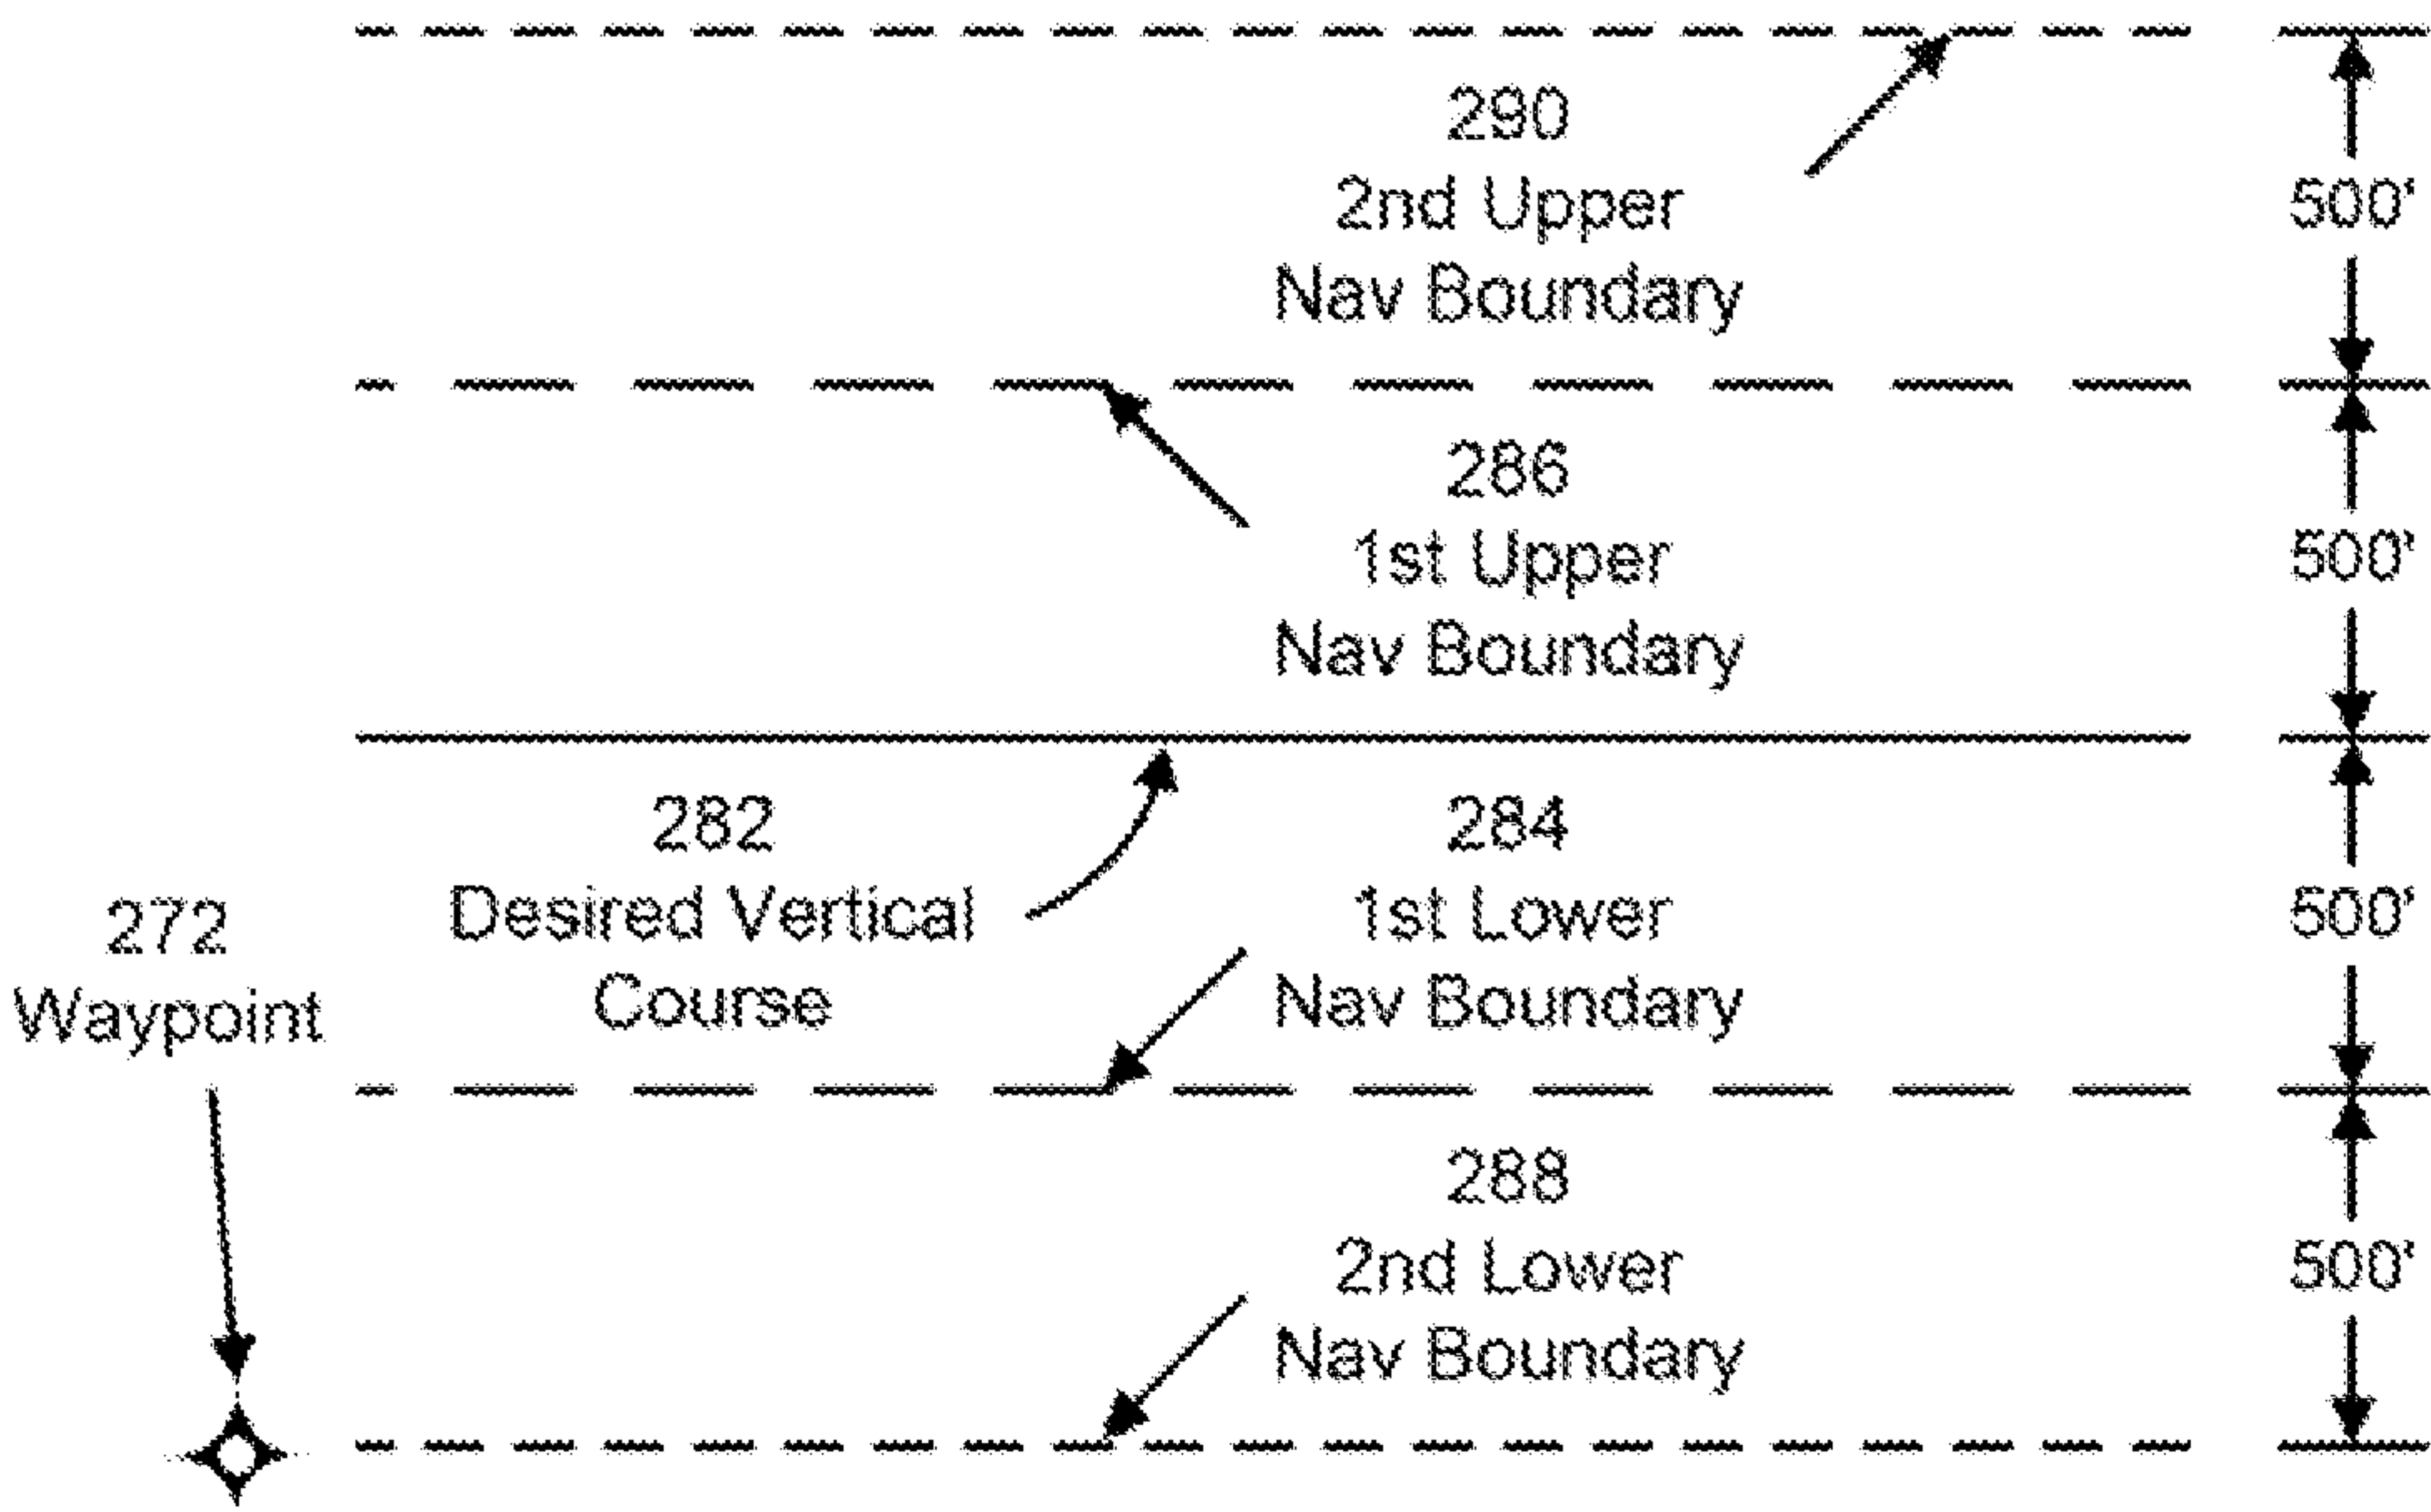 290
2nd Upper
Nav Boundary
500'
286
1st Upper
Nav Boundary
500'
282
Desired Vertical
Course
284
1st Lower
Nav Boundary
500'
272
Waypoint
288
2nd Lower
Nav Boundary
500'